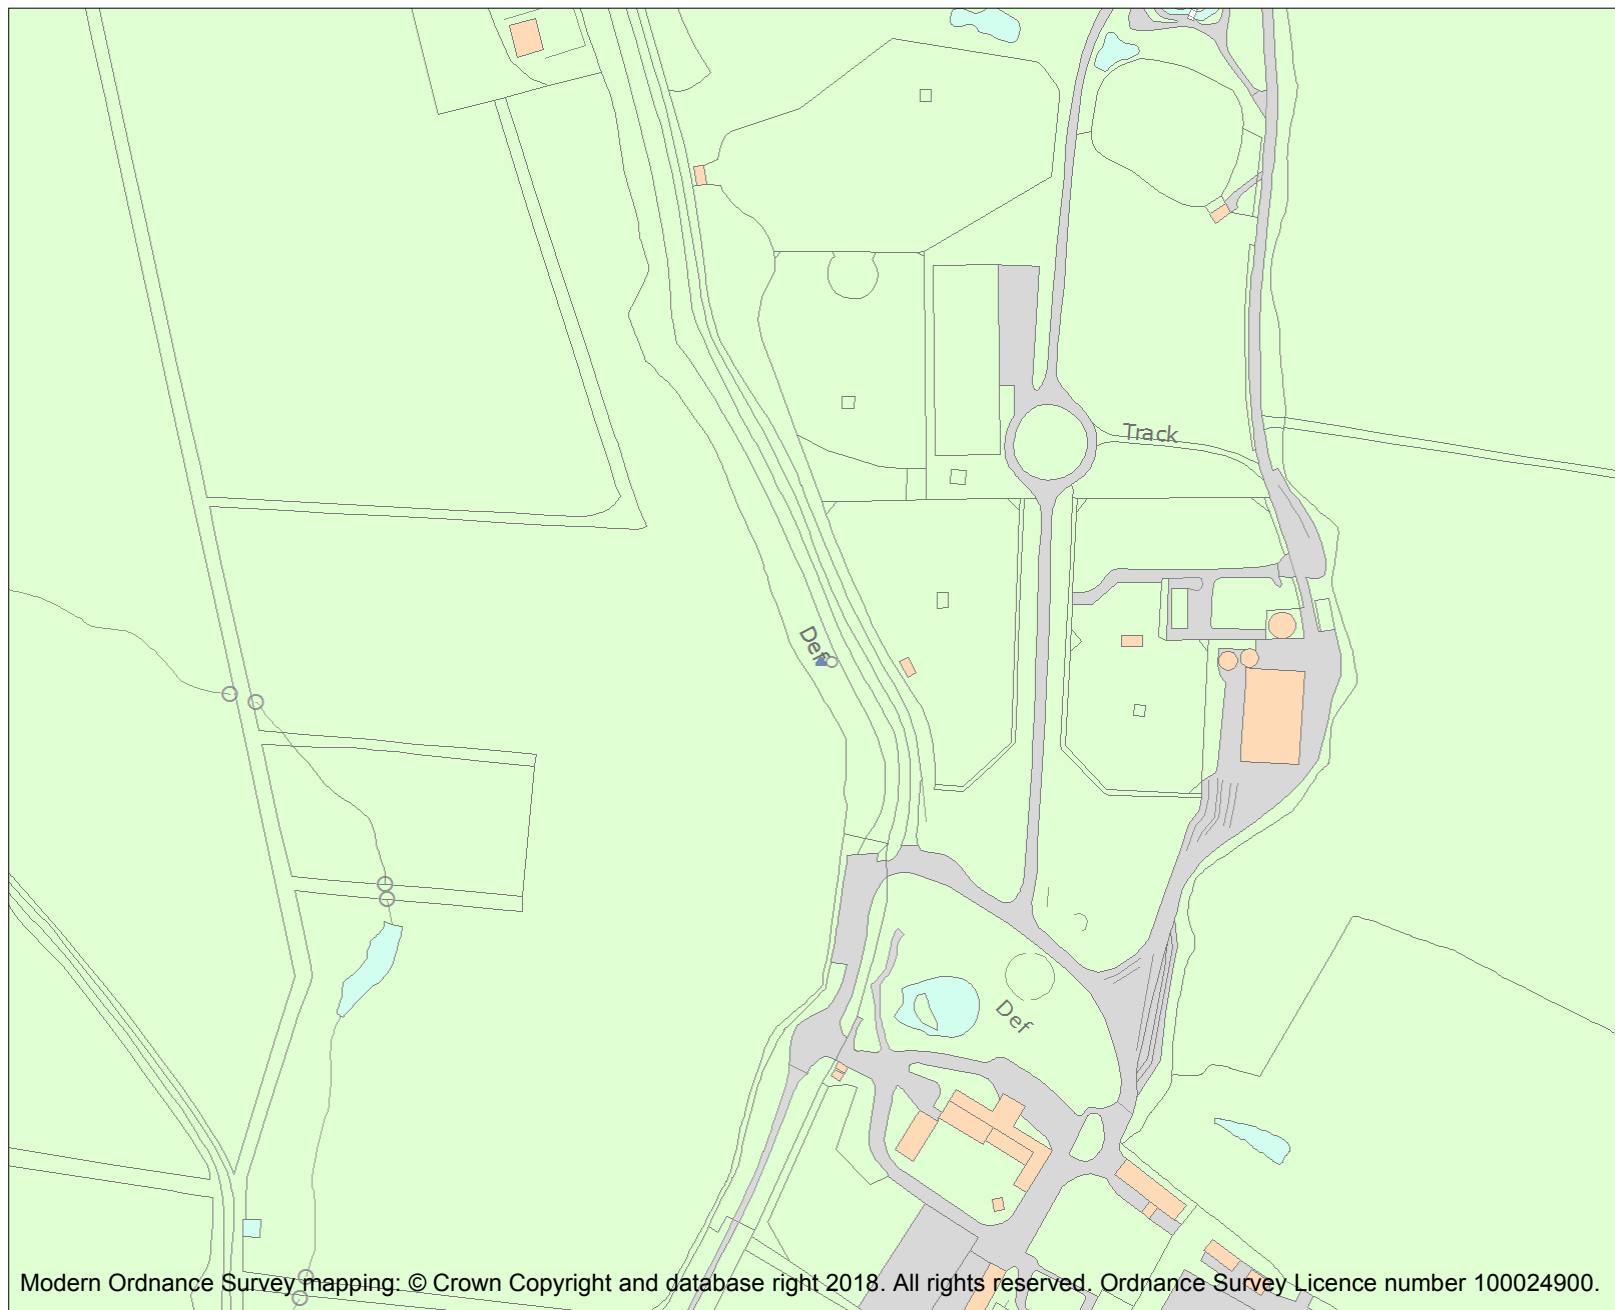 Track
Def
Def
Modern Ordnance Survey mapping: © Crown Copyright and database right 2018. All rights reserved. Ordnance Survey Licence number 100024900.